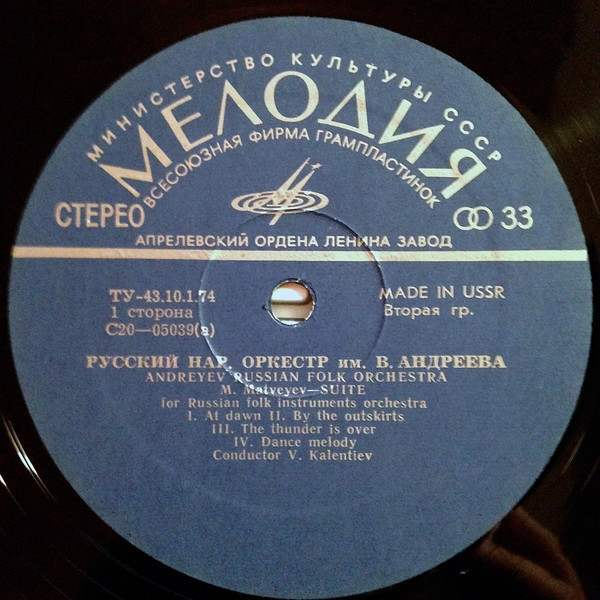 МИНИСТЕРСТВО КУЛЬТУРЫ СССР
МЕЛОДИЯ
ВСЕСОЮЗНАЯ ФИРМА ГРАМПЛАСТИНОК
СТЕРЕО 33
АПРЕЛЕВСКИЙ ОРДЕНА ЛЕНИНА ЗАВОД
ТУ-43.10.1.74 MADE IN USSR
1 сторона Вторая гр.
С20—05039(а)
РУССКИЙ НАР. ОРКЕСТР им. В. АНДРЕЕВА
ANDREYEV RUSSIAN FOLK ORCHESTRA
M. Matveyev—SUITE
for Russian folk instruments orchestra
I. At dawn II. By the outskirts
III. The thunder is over
IV. Dance melody
Conductor V. Kalentiev